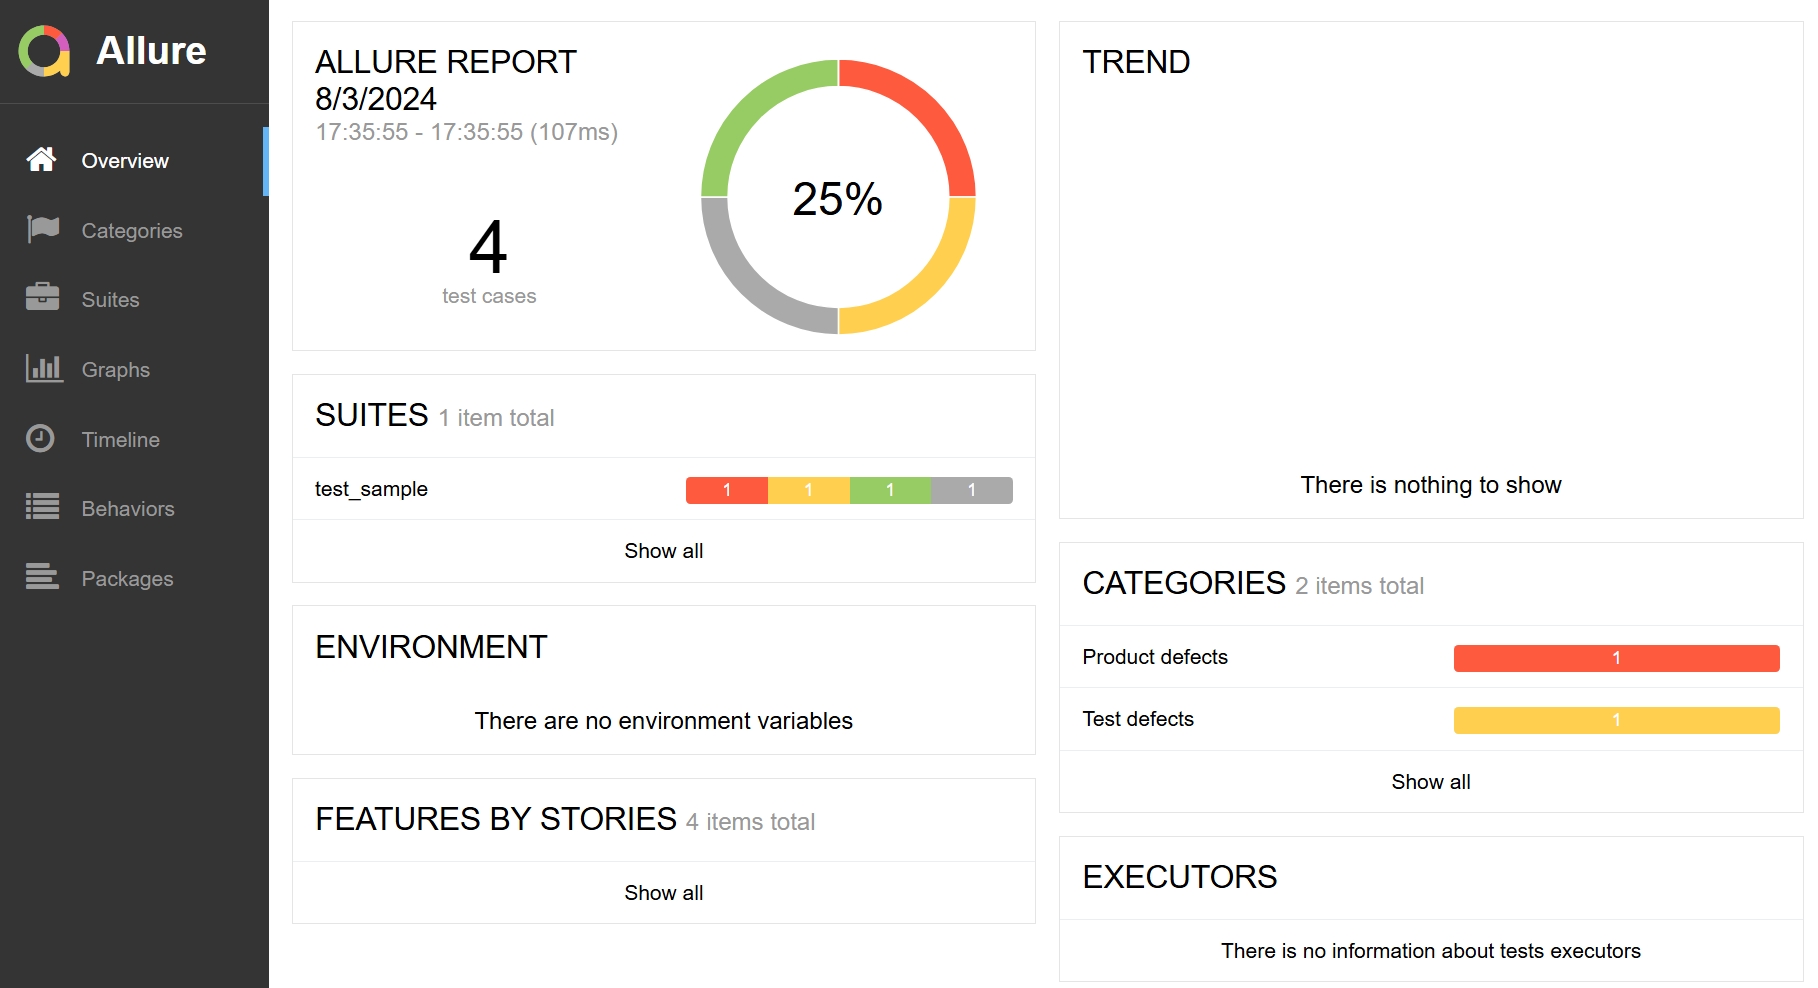 Allure
Overview
Categories
Suites
Graphs
Timeline
Behaviors
Packages
ALLURE REPORT
8/3/2024
17:35:55 - 17:35:55 (107ms)
4
test cases
25%
SUITES 1 item total
test_sample 1 1 1 1
Show all
ENVIRONMENT
There are no environment variables
FEATURES BY STORIES 4 items total
Show all
TREND
There is nothing to show
CATEGORIES 2 items total
Product defects 1
Test defects 1
Show all
EXECUTORS
There is no information about tests executors